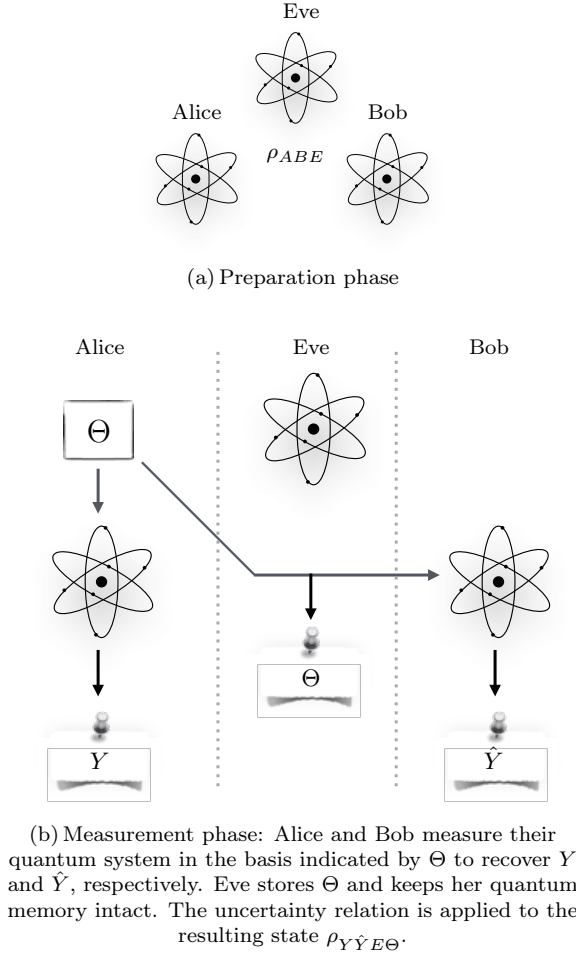 Eve
Alice
Bob
ρ_{ABE}
(a) Preparation phase
Alice
Eve
Bob
Θ
Θ
Y
Ŷ
(b) Measurement phase: Alice and Bob measure their
quantum system in the basis indicated by Θ to recover Y
and Ŷ, respectively. Eve stores Θ and keeps her quantum
memory intact. The uncertainty relation is applied to the
resulting state ρ_{YŶEΘ}.